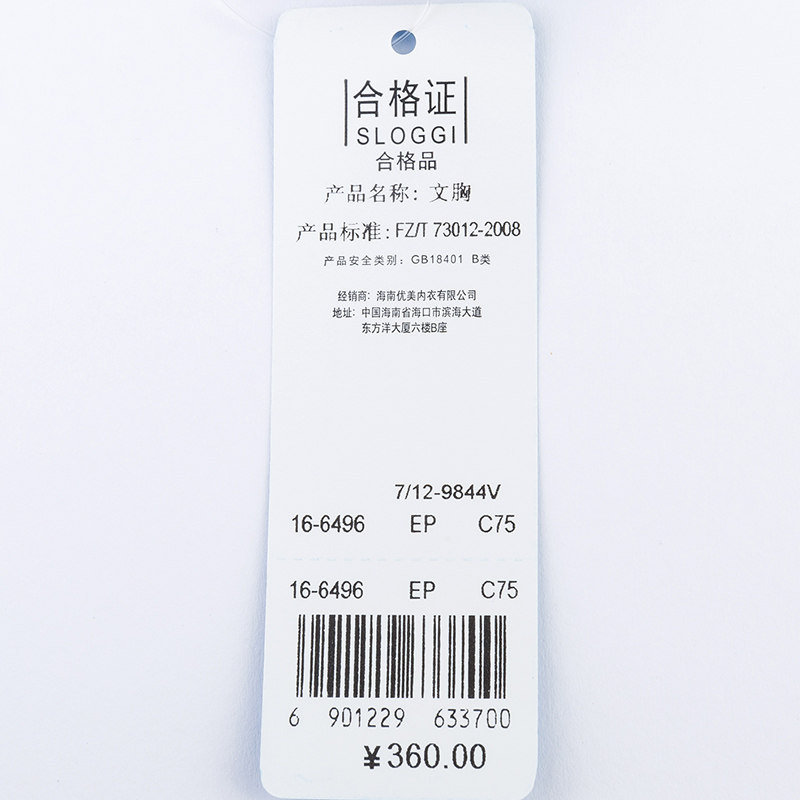 合格证
SLOGGI
合格品
产品名称：文胸
产品标准：FZ/T 73012-2008
产品安全类别：GB18401 B类
经销商：海南优美内衣有限公司
地址：中国海南省海口市滨海大道
东方洋大厦六楼B座
7/12-9844V
16-6496 EP C75
16-6496 EP C75
6 901229 633700
¥360.00